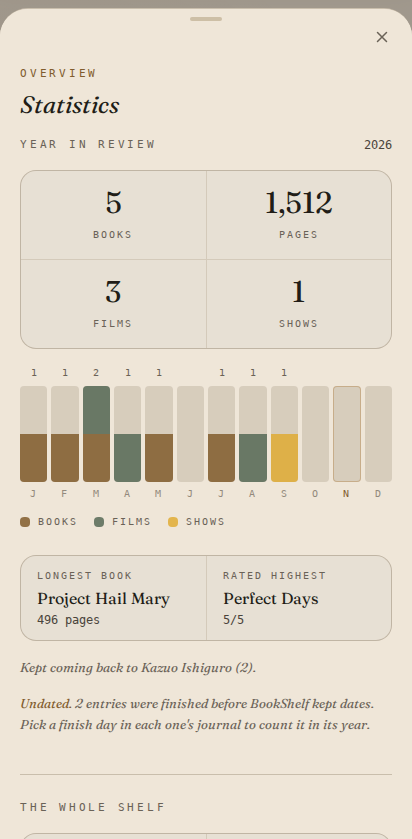 OVERVIEW
Statistics
YEAR IN REVIEW 2026
5 1,512
BOOKS PAGES
3 1
FILMS SHOWS
1 1 2 1 1 1 1 1
J F M A M J J A S O N D
BOOKS FILMS SHOWS
LONGEST BOOK RATED HIGHEST
Project Hail Mary Perfect Days
496 pages 5/5
Kept coming back to Kazuo Ishiguro (2).
Undated. 2 entries were finished before BookShelf kept dates.
Pick a finish day in each one's journal to count it in its year.
THE WHOLE SHELF